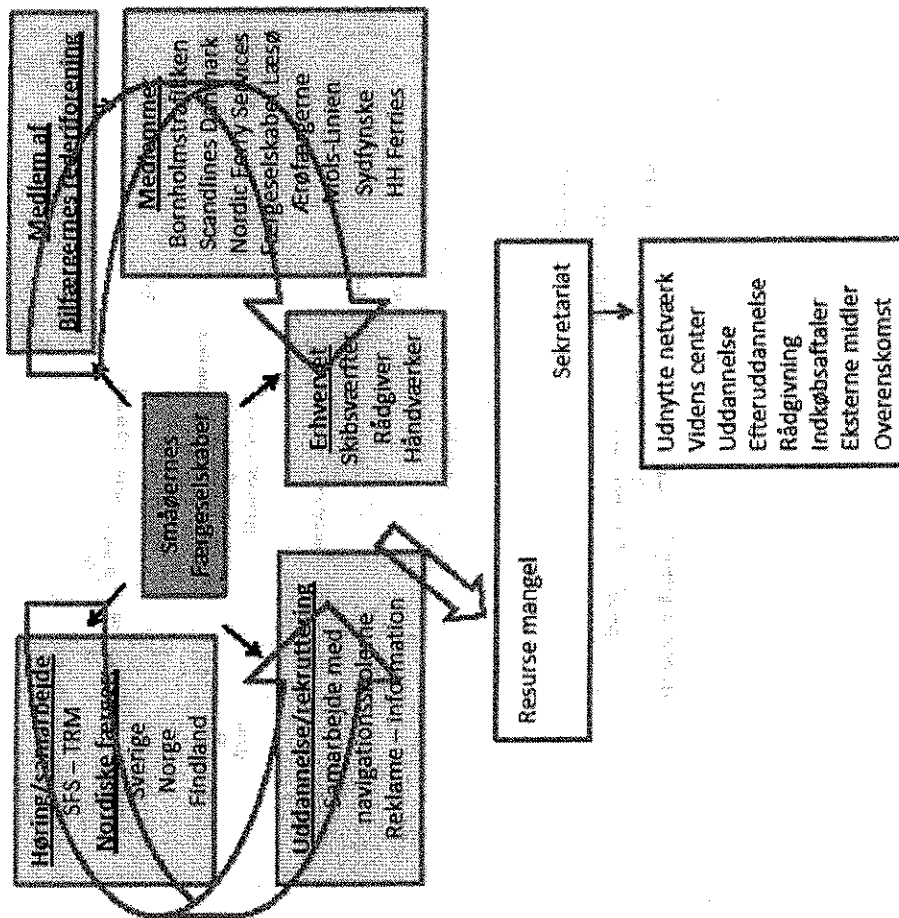 Høring/samarbejde
SFS – TRM
Nordiske færger
Sverige
Norge
Findland
Medlem af
Bilfærgernes rederiforening
Småøernes
Færgeselskaber
Medlemmer
Bornholmstrafikken
Scandlines Danmark
Nordic Ferry Services
Færgeselskabet Læsø
Ærøfærgerne
Mols-Linien
Sydfynske
HH Ferries
Uddannelse/rekruttering
Samarbejde med
navigationsskolerne
Reklame – information
Erhvervet
Skibsværfter
Rådgiver
Håndværker
Resurse mangel
Sekretariat
Udnytte netværk
Videns center
Uddannelse
Efteruddannelse
Rådgivning
Indkøbsaftaler
Eksterne midler
Overenskomst